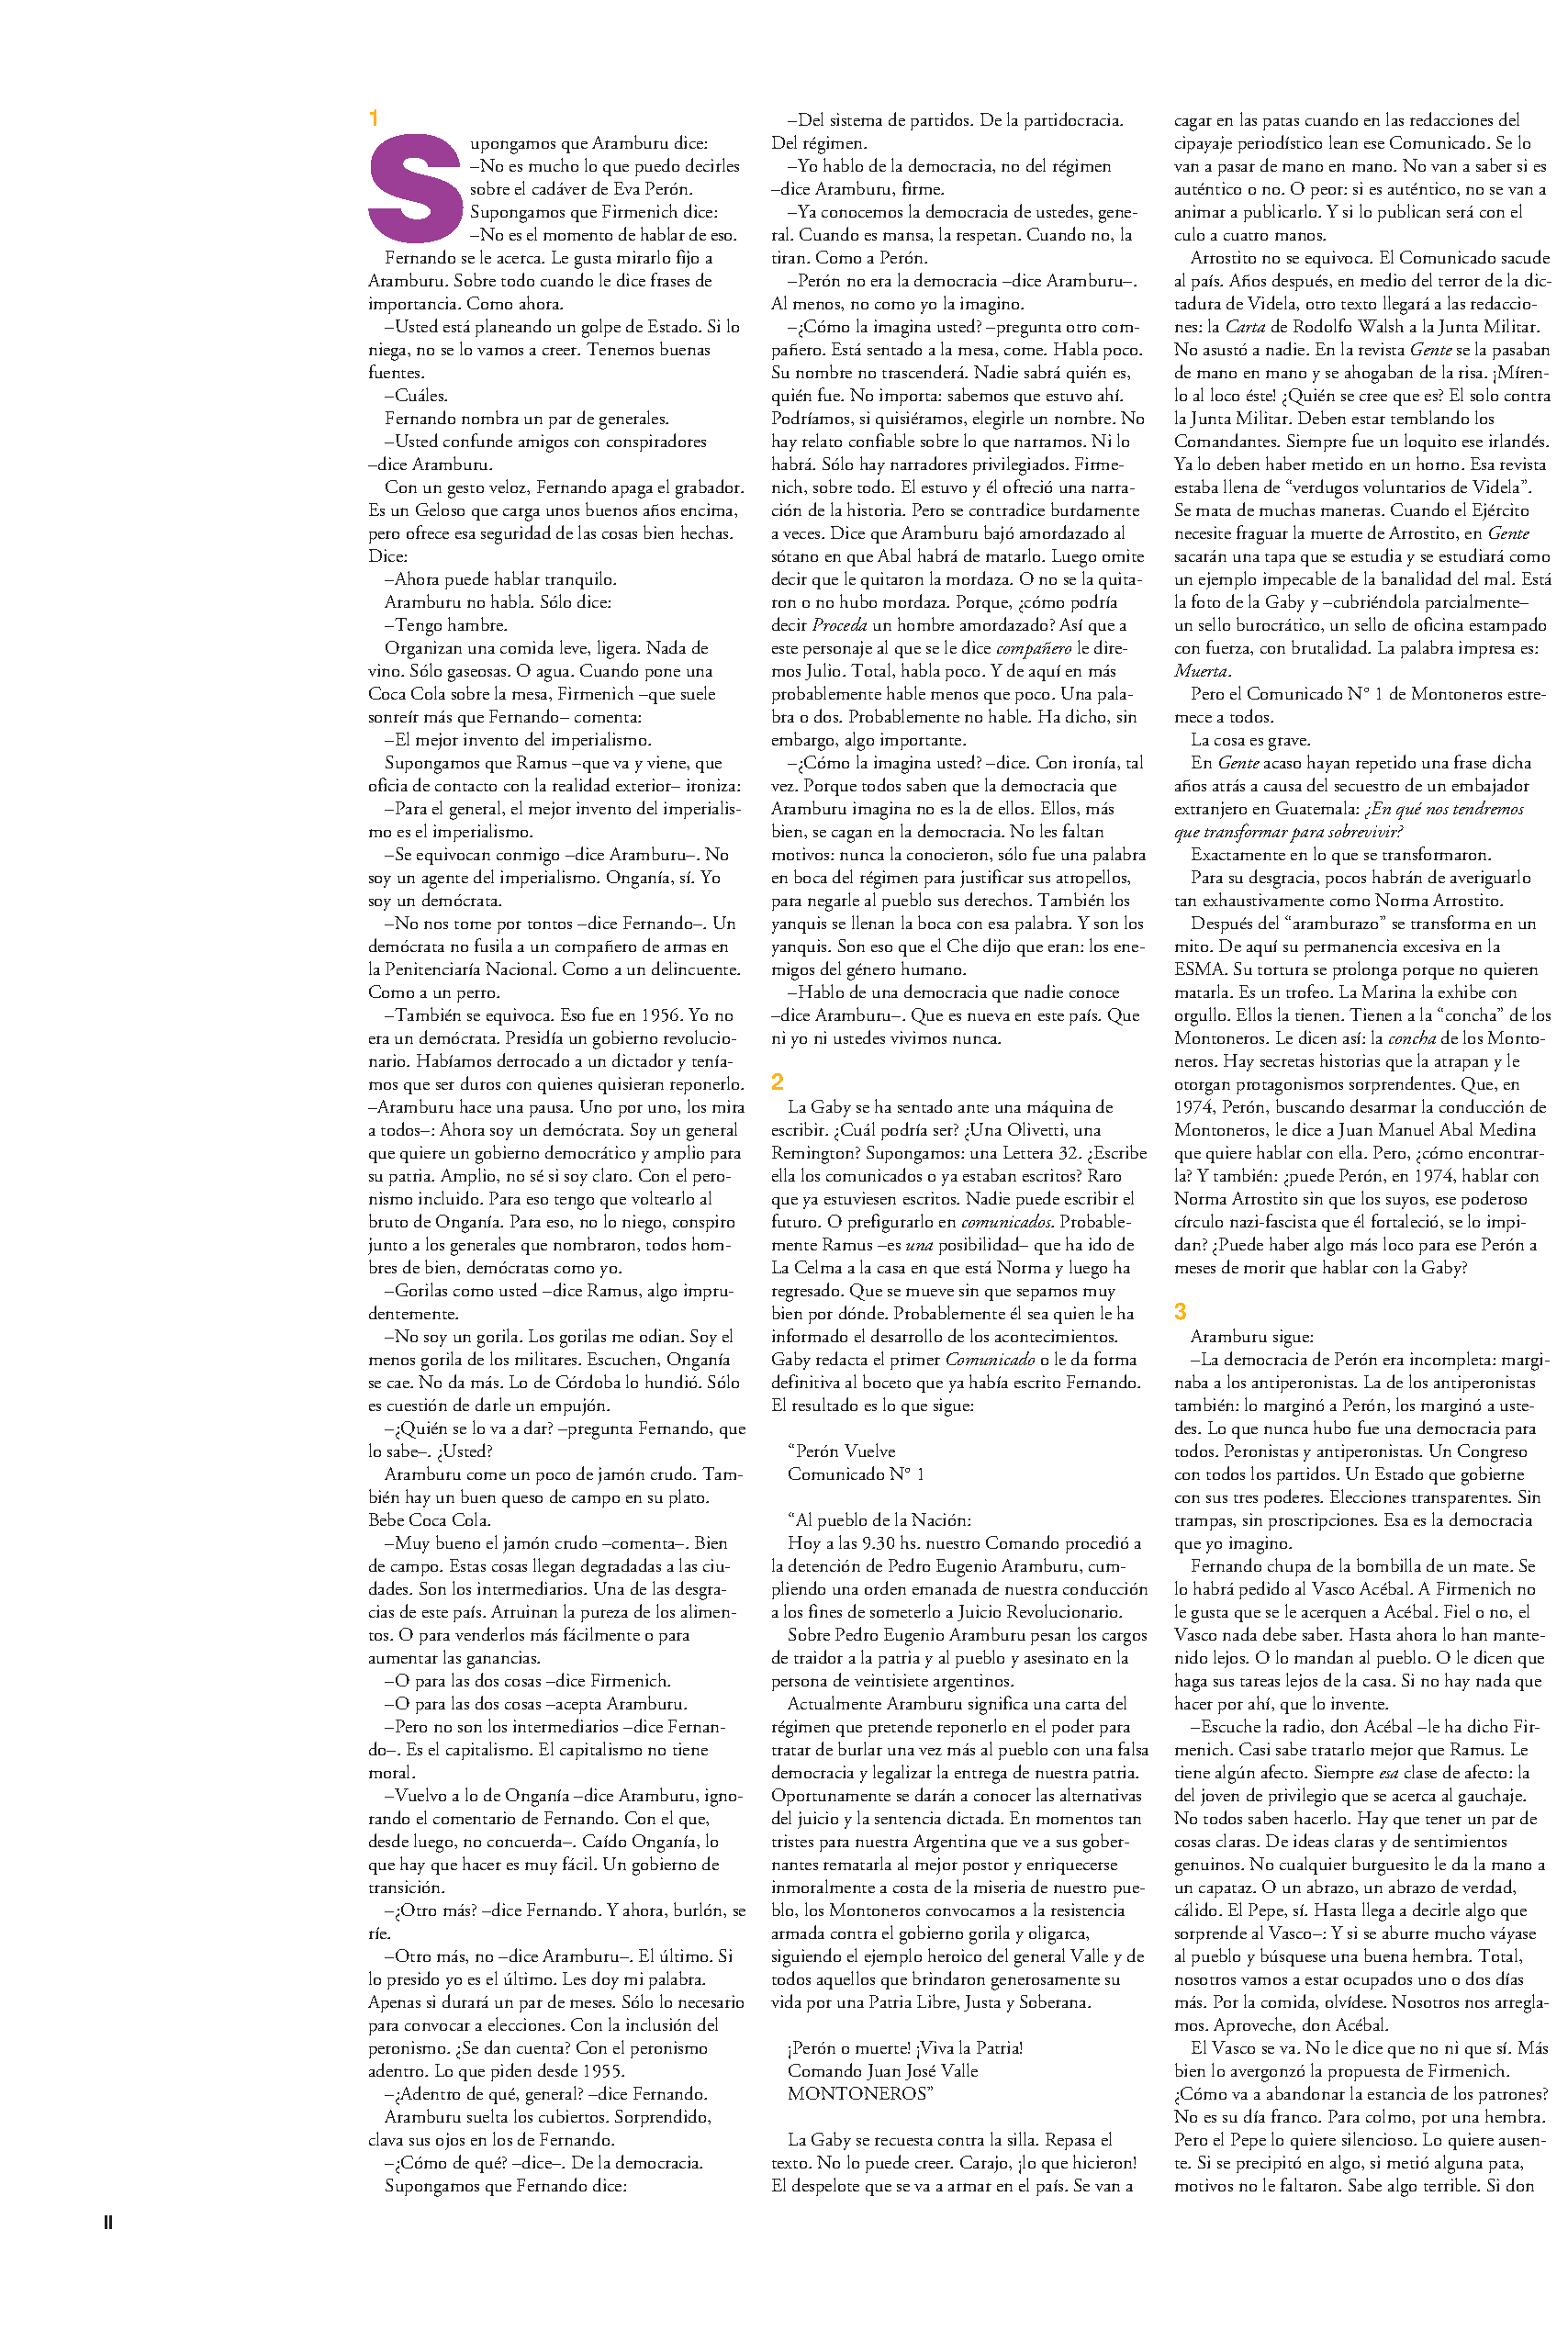 1
Supongamos que Aramburu dice:
–No es mucho lo que puedo decirles
sobre el cadáver de Eva Perón.
Supongamos que Firmenich dice:
–No es el momento de hablar de eso.
Fernando se le acerca. Le gusta mirarlo fijo a
Aramburu. Sobre todo cuando le dice frases de
importancia. Como ahora.
–Usted está planeando un golpe de Estado. Si lo
niega, no se lo vamos a creer. Tenemos buenas
fuentes.
–Cuáles.
Fernando nombra un par de generales.
–Usted confunde amigos con conspiradores
–dice Aramburu.
Con un gesto veloz, Fernando apaga el grabador.
Es un Geloso que carga unos buenos años encima,
pero ofrece esa seguridad de las cosas bien hechas.
Dice:
–Ahora puede hablar tranquilo.
Aramburu no habla. Sólo dice:
–Tengo hambre.
Organizan una comida leve, ligera. Nada de
vino. Sólo gaseosas. O agua. Cuando pone una
Coca Cola sobre la mesa, Firmenich –que suele
sonreír más que Fernando– comenta:
–El mejor invento del imperialismo.
Supongamos que Ramus –que va y viene, que
oficia de contacto con la realidad exterior– ironiza:
–Para el general, el mejor invento del imperialis-
mo es el imperialismo.
–Se equivocan conmigo –dice Aramburu–. No
soy un agente del imperialismo. Onganía, sí. Yo
soy un demócrata.
–No nos tome por tontos –dice Fernando–. Un
demócrata no fusila a un compañero de armas en
la Penitenciaría Nacional. Como a un delincuente.
Como a un perro.
–También se equivoca. Eso fue en 1956. Yo no
era un demócrata. Presidía un gobierno revolucio-
nario. Habíamos derrocado a un dictador y tenía-
mos que ser duros con quienes quisieran reponerlo.
–Aramburu hace una pausa. Uno por uno, los mira
a todos–: Ahora soy un demócrata. Soy un general
que quiere un gobierno democrático y amplio para
su patria. Amplio, no sé si soy claro. Con el pero-
nismo incluido. Para eso tengo que voltearlo al
bruto de Onganía. Para eso, no lo niego, conspiro
junto a los generales que nombraron, todos hom-
bres de bien, demócratas como yo.
–Gorilas como usted –dice Ramus, algo impru-
dentemente.
–No soy un gorila. Los gorilas me odian. Soy el
menos gorila de los militares. Escuchen, Onganía
se cae. No da más. Lo de Córdoba lo hundió. Sólo
es cuestión de darle un empujón.
–¿Quién se lo va a dar? –pregunta Fernando, que
lo sabe–. ¿Usted?
Aramburu come un poco de jamón crudo. Tam-
bién hay un buen queso de campo en su plato.
Bebe Coca Cola.
–Muy bueno el jamón crudo –comenta–. Bien
de campo. Estas cosas llegan degradadas a las ciu-
dades. Son los intermediarios. Una de las desgra-
cias de este país. Arruinan la pureza de los alimen-
tos. O para venderlos más fácilmente o para
aumentar las ganancias.
–O para las dos cosas –dice Firmenich.
–O para las dos cosas –acepta Aramburu.
–Pero no son los intermediarios –dice Fernan-
do–. Es el capitalismo. El capitalismo no tiene
moral.
–Vuelvo a lo de Onganía –dice Aramburu, igno-
rando el comentario de Fernando. Con el que,
desde luego, no concuerda–. Caído Onganía, lo
que hay que hacer es muy fácil. Un gobierno de
transición.
–¿Otro más? –dice Fernando. Y ahora, burlón, se
ríe.
–Otro más, no –dice Aramburu–. El último. Si
lo presido yo es el último. Les doy mi palabra.
Apenas si durará un par de meses. Sólo lo necesario
para convocar a elecciones. Con la inclusión del
peronismo. ¿Se dan cuenta? Con el peronismo
adentro. Lo que piden desde 1955.
–¿Adentro de qué, general? –dice Fernando.
Aramburu suelta los cubiertos. Sorprendido,
clava sus ojos en los de Fernando.
–¿Cómo de qué? –dice–. De la democracia.
Supongamos que Fernando dice:
–Del sistema de partidos. De la partidocracia.
Del régimen.
–Yo hablo de la democracia, no del régimen
–dice Aramburu, firme.
–Ya conocemos la democracia de ustedes, gene-
ral. Cuando es mansa, la respetan. Cuando no, la
tiran. Como a Perón.
–Perón no era la democracia –dice Aramburu–.
Al menos, no como yo la imagino.
–¿Cómo la imagina usted? –pregunta otro com-
pañero. Está sentado a la mesa, come. Habla poco.
Su nombre no trascenderá. Nadie sabrá quién es,
quién fue. No importa: sabemos que estuvo ahí.
Podríamos, si quisiéramos, elegirle un nombre. No
hay relato confiable sobre lo que narramos. Ni lo
habrá. Sólo hay narradores privilegiados. Firme-
nich, sobre todo. El estuvo y él ofreció una narra-
ción de la historia. Pero se contradice burdamente
a veces. Dice que Aramburu bajó amordazado al
sótano en que Abal habrá de matarlo. Luego omite
decir que le quitaron la mordaza. O no se la quita-
ron o no hubo mordaza. Porque, ¿cómo podría
decir Proceda un hombre amordazado? Así que a
este personaje al que se le dice compañero le dire-
mos Julio. Total, habla poco. Y de aquí en más
probablemente hable menos que poco. Una pala-
bra o dos. Probablemente no hable. Ha dicho, sin
embargo, algo importante.
–¿Cómo la imagina usted? –dice. Con ironía, tal
vez. Porque todos saben que la democracia que
Aramburu imagina no es la de ellos. Ellos, más
bien, se cagan en la democracia. No les faltan
motivos: nunca la conocieron, sólo fue una palabra
en boca del régimen para justificar sus atropellos,
para negarle al pueblo sus derechos. También los
yanquis se llenan la boca con esa palabra. Y son los
yanquis. Son eso que el Che dijo que eran: los ene-
migos del género humano.
–Hablo de una democracia que nadie conoce
–dice Aramburu–. Que es nueva en este país. Que
ni yo ni ustedes vivimos nunca.
2
La Gaby se ha sentado ante una máquina de
escribir. ¿Cuál podría ser? ¿Una Olivetti, una
Remington? Supongamos: una Lettera 32. ¿Escribe
ella los comunicados o ya estaban escritos? Raro
que ya estuviesen escritos. Nadie puede escribir el
futuro. O prefigurarlo en comunicados. Probable-
mente Ramus –es una posibilidad– que ha ido de
La Celma a la casa en que está Norma y luego ha
regresado. Que se mueve sin que sepamos muy
bien por dónde. Probablemente él sea quien le ha
informado el desarrollo de los acontecimientos.
Gaby redacta el primer Comunicado o le da forma
definitiva al boceto que ya había escrito Fernando.
El resultado es lo que sigue:
“Perón Vuelve
Comunicado N° 1
“Al pueblo de la Nación:
Hoy a las 9.30 hs. nuestro Comando procedió a
la detención de Pedro Eugenio Aramburu, cum-
pliendo una orden emanada de nuestra conducción
a los fines de someterlo a Juicio Revolucionario.
Sobre Pedro Eugenio Aramburu pesan los cargos
de traidor a la patria y al pueblo y asesinato en la
persona de veintisiete argentinos.
Actualmente Aramburu significa una carta del
régimen que pretende reponerlo en el poder para
tratar de burlar una vez más al pueblo con una falsa
democracia y legalizar la entrega de nuestra patria.
Oportunamente se darán a conocer las alternativas
del juicio y la sentencia dictada. En momentos tan
tristes para nuestra Argentina que ve a sus gober-
nantes rematarla al mejor postor y enriquecerse
inmoralmente a costa de la miseria de nuestro pue-
blo, los Montoneros convocamos a la resistencia
armada contra el gobierno gorila y oligarca,
siguiendo el ejemplo heroico del general Valle y de
todos aquellos que brindaron generosamente su
vida por una Patria Libre, Justa y Soberana.
¡Perón o muerte! ¡Viva la Patria!
Comando Juan José Valle
MONTONEROS”
La Gaby se recuesta contra la silla. Repasa el
texto. No lo puede creer. Carajo, ¡lo que hicieron!
El despelote que se va a armar en el país. Se van a
cagar en las patas cuando en las redacciones del
cipayaje periodístico lean ese Comunicado. Se lo
van a pasar de mano en mano. No van a saber si es
auténtico o no. O peor: si es auténtico, no se van a
animar a publicarlo. Y si lo publican será con el
culo a cuatro manos.
Arrostito no se equivoca. El Comunicado sacude
al país. Años después, en medio del terror de la dic-
tadura de Videla, otro texto llegará a las redaccio-
nes: la Carta de Rodolfo Walsh a la Junta Militar.
No asustó a nadie. En la revista Gente se la pasaban
de mano en mano y se ahogaban de la risa. ¡Míren-
lo al loco éste! ¿Quién se cree que es? El solo contra
la Junta Militar. Deben estar temblando los
Comandantes. Siempre fue un loquito ese irlandés.
Ya lo deben haber metido en un horno. Esa revista
estaba llena de “verdugos voluntarios de Videla”.
Se mata de muchas maneras. Cuando el Ejército
necesite fraguar la muerte de Arrostito, en Gente
sacarán una tapa que se estudia y se estudiará como
un ejemplo impecable de la banalidad del mal. Está
la foto de la Gaby y –cubriéndola parcialmente–
un sello burocrático, un sello de oficina estampado
con fuerza, con brutalidad. La palabra impresa es:
Muerta.
Pero el Comunicado N° 1 de Montoneros estre-
mece a todos.
La cosa es grave.
En Gente acaso hayan repetido una frase dicha
años atrás a causa del secuestro de un embajador
extranjero en Guatemala: ¿En qué nos tendremos
que transformar para sobrevivir?
Exactamente en lo que se transformaron.
Para su desgracia, pocos habrán de averiguarlo
tan exhaustivamente como Norma Arrostito.
Después del “aramburazo” se transforma en un
mito. De aquí su permanencia excesiva en la
ESMA. Su tortura se prolonga porque no quieren
matarla. Es un trofeo. La Marina la exhibe con
orgullo. Ellos la tienen. Tienen a la “concha” de los
Montoneros. Le dicen así: la concha de los Monto-
neros. Hay secretas historias que la atrapan y le
otorgan protagonismos sorprendentes. Que, en
1974, Perón, buscando desarmar la conducción de
Montoneros, le dice a Juan Manuel Abal Medina
que quiere hablar con ella. Pero, ¿cómo encontrar-
la? Y también: ¿puede Perón, en 1974, hablar con
Norma Arrostito sin que los suyos, ese poderoso
círculo nazi-fascista que él fortaleció, se lo impi-
dan? ¿Puede haber algo más loco para ese Perón a
meses de morir que hablar con la Gaby?
3
Aramburu sigue:
–La democracia de Perón era incompleta: margi-
naba a los antiperonistas. La de los antiperonistas
también: lo marginó a Perón, los marginó a uste-
des. Lo que nunca hubo fue una democracia para
todos. Peronistas y antiperonistas. Un Congreso
con todos los partidos. Un Estado que gobierne
con sus tres poderes. Elecciones transparentes. Sin
trampas, sin proscripciones. Esa es la democracia
que yo imagino.
Fernando chupa de la bombilla de un mate. Se
lo habrá pedido al Vasco Acébal. A Firmenich no
le gusta que se le acerquen a Acébal. Fiel o no, el
Vasco nada debe saber. Hasta ahora lo han mante-
nido lejos. O lo mandan al pueblo. O le dicen que
haga sus tareas lejos de la casa. Si no hay nada que
hacer por ahí, que lo invente.
–Escuche la radio, don Acébal –le ha dicho Fir-
menich. Casi sabe tratarlo mejor que Ramus. Le
tiene algún afecto. Siempre esa clase de afecto: la
del joven de privilegio que se acerca al gauchaje.
No todos saben hacerlo. Hay que tener un par de
cosas claras. De ideas claras y de sentimientos
genuinos. No cualquier burguesito le da la mano a
un capataz. O un abrazo, un abrazo de verdad,
cálido. El Pepe, sí. Hasta llega a decirle algo que
sorprende al Vasco–: Y si se aburre mucho váyase
al pueblo y búsquese una buena hembra. Total,
nosotros vamos a estar ocupados uno o dos días
más. Por la comida, olvídese. Nosotros nos arregla-
mos. Aproveche, don Acébal.
El Vasco se va. No le dice que no ni que sí. Más
bien lo avergonzó la propuesta de Firmenich.
¿Cómo va a abandonar la estancia de los patrones?
No es su día franco. Para colmo, por una hembra.
Pero el Pepe lo quiere silencioso. Lo quiere ausen-
te. Si se precipitó en algo, si metió alguna pata,
motivos no le faltaron. Sabe algo terrible. Si don
II